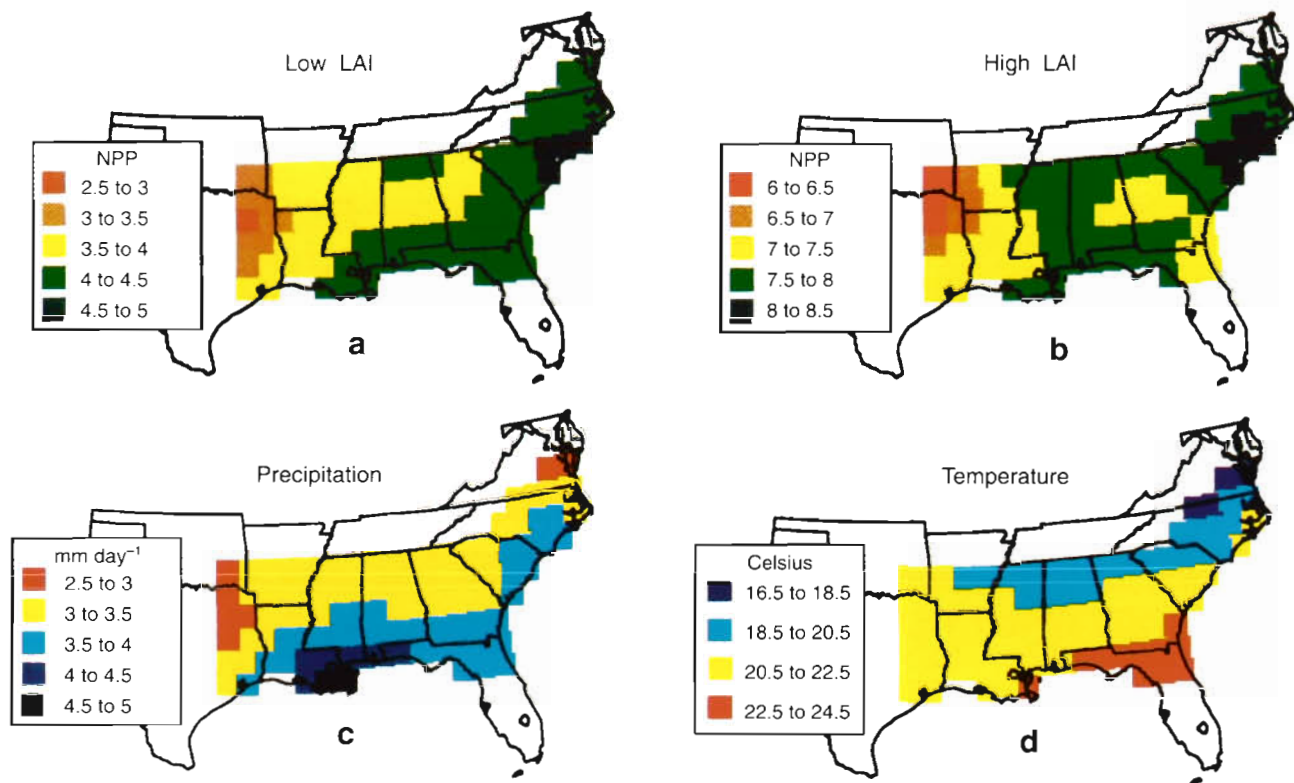 Low LAI
NPP
2.5 to 3
3 to 3.5
3.5 to 4
4 to 4.5
4.5 to 5
a
High LAI
NPP
6 to 6.5
6.5 to 7
7 to 7.5
7.5 to 8
8 to 8.5
b
Precipitation
mm day⁻¹
2.5 to 3
3 to 3.5
3.5 to 4
4 to 4.5
4.5 to 5
c
Temperature
Celsius
16.5 to 18.5
18.5 to 20.5
20.5 to 22.5
22.5 to 24.5
d